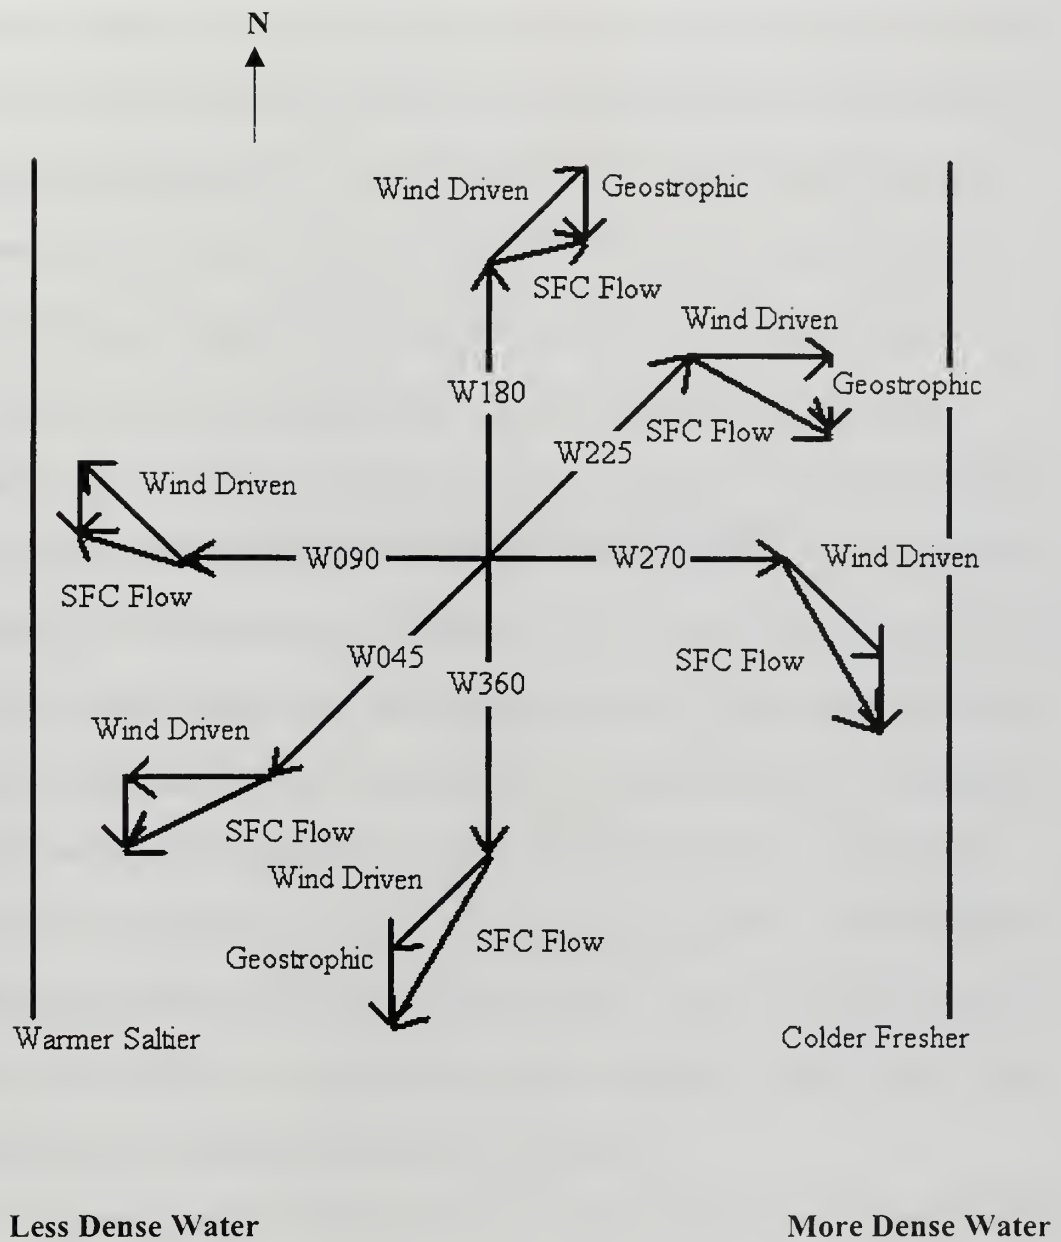 N
Wind Driven
Geostrophic
SFC Flow
Wind Driven
W180
Geostrophic
SFC Flow
W225
Wind Driven
W090
W270
Wind Driven
SFC Flow
W045
SFC Flow
W360
Wind Driven
SFC Flow
Wind Driven
SFC Flow
Geostrophic
Warmer Saltier
Colder Fresher
Less Dense Water
More Dense Water